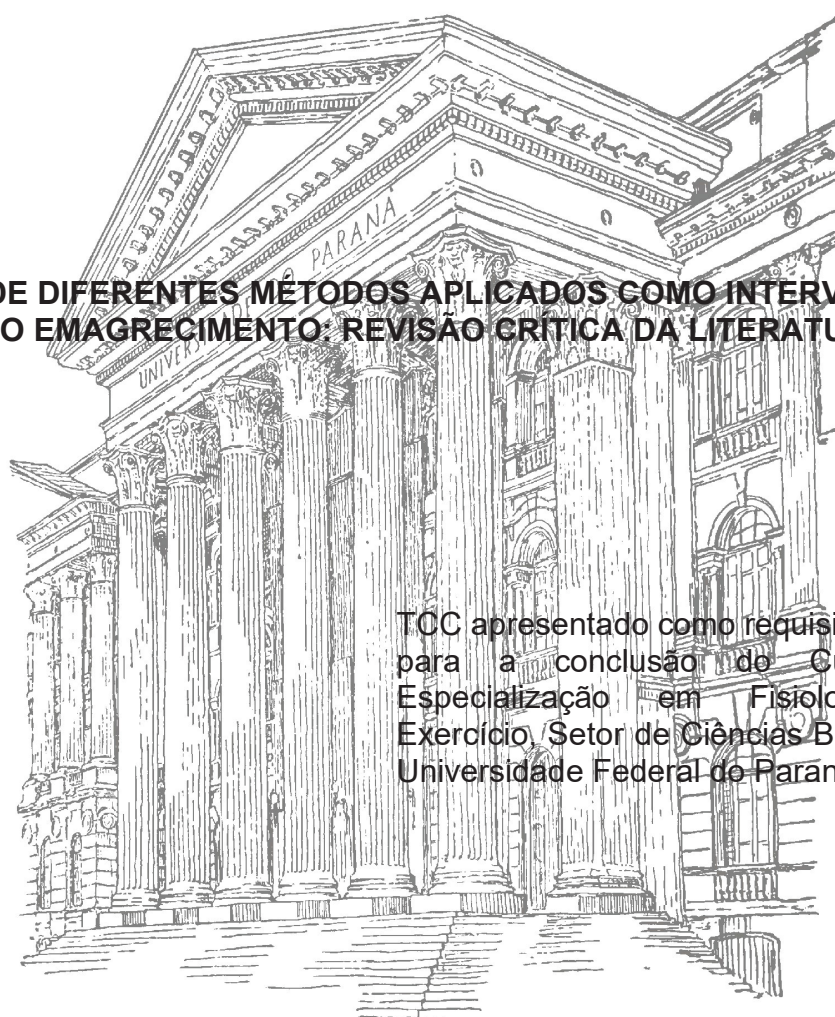 UNIVERSIDADE DO PARANÁ
DE DIFERENTES MÉTODOS APLICADOS COMO INTERV
O EMAGRECIMENTO: REVISÃO CRÍTICA DA LITERATU
TCC apresentado como requisi
para a conclusão do C
Especialização em Fisiolo
Exercício, Setor de Ciências B
Universidade Federal do Paran